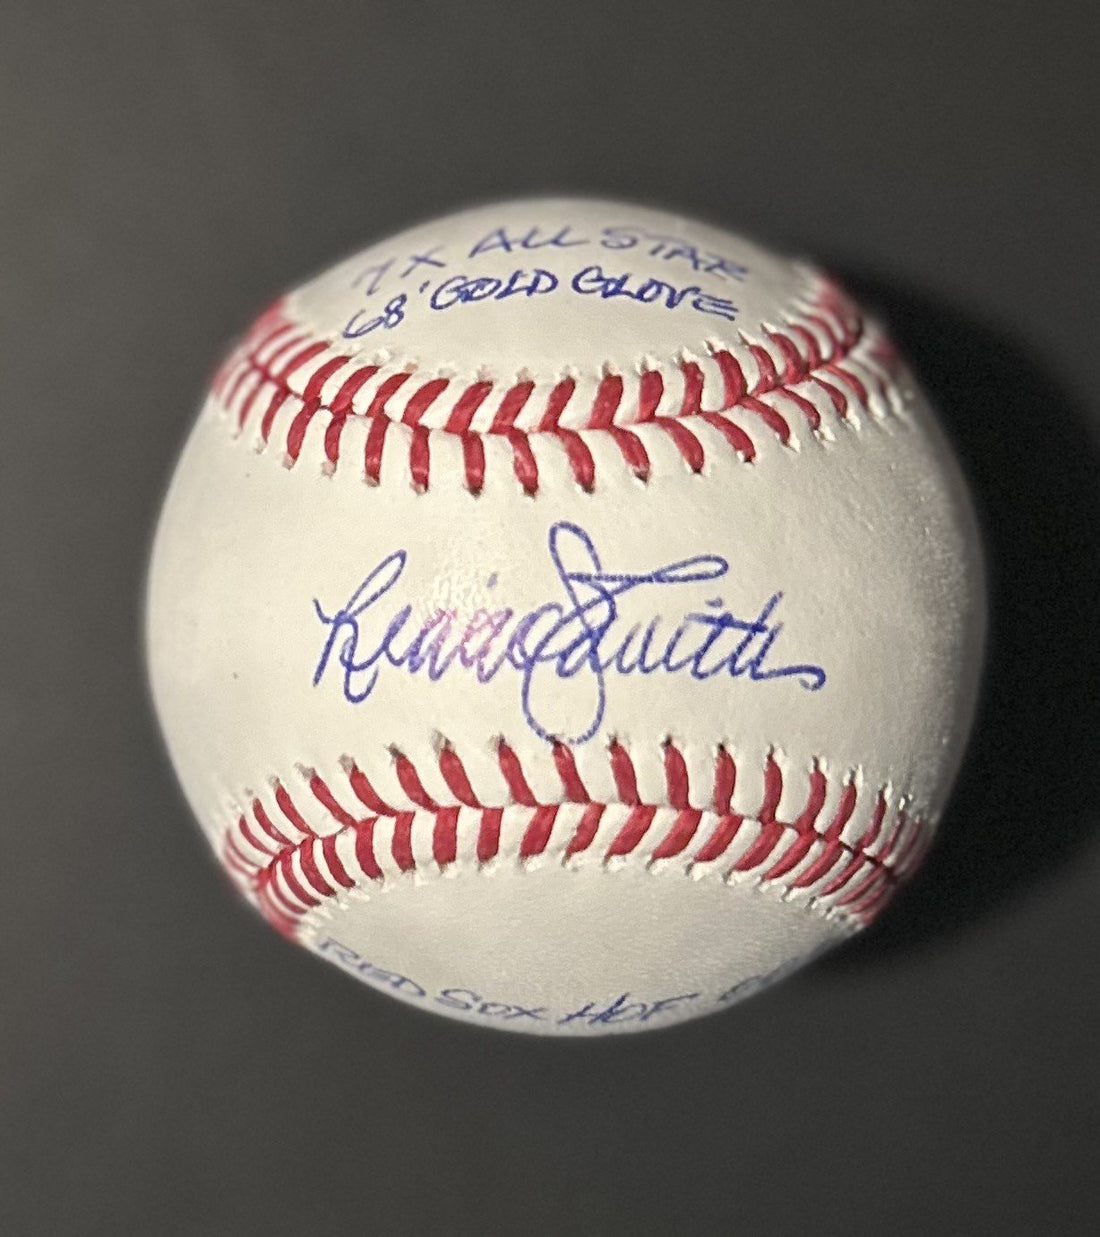 7X ALL STAR
68' GOLD GLOVE
Reggie Smith
RED SOX HOF